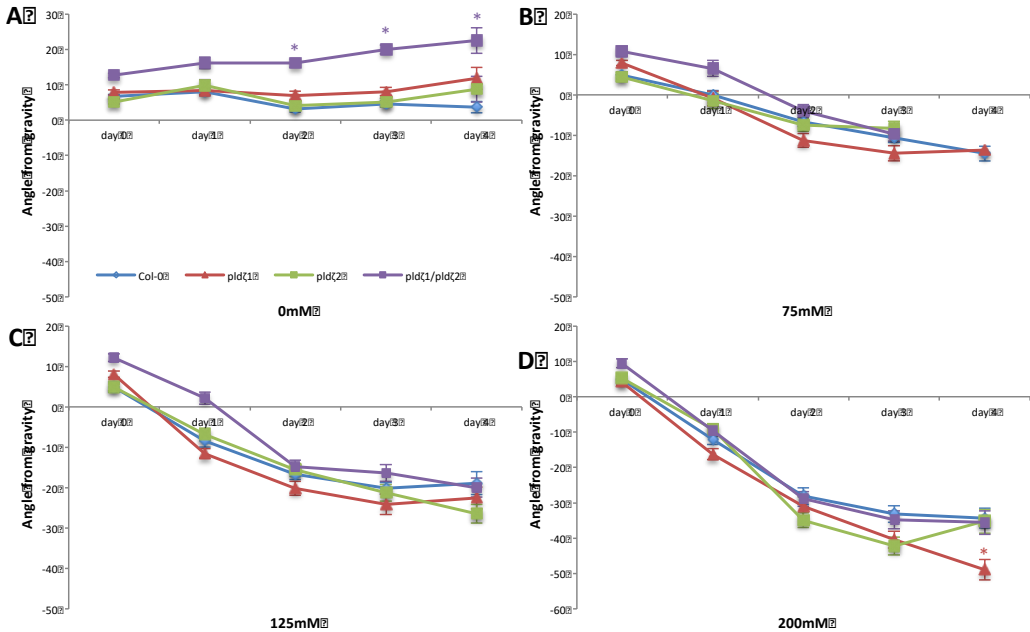 A
30
20
10
0
-10
-20
-30
-40
-50
Angle from gravity
day 0 day 1 day 2 day 3 day 4
* * *
Col-0 pldζ1 pldζ2 pldζ1/pldζ2
0mM
B
20
10
0
-10
-20
-30
-40
-50
Angle from gravity
day 0 day 1 day 2 day 3 day 4
75mM
C
20
10
0
-10
-20
-30
-40
-50
Angle from gravity
day 0 day 1 day 2 day 3 day 4
125mM
D
20
10
0
-10
-20
-30
-40
-50
-60
Angle from gravity
day 0 day 1 day 2 day 3 day 4
*
200mM